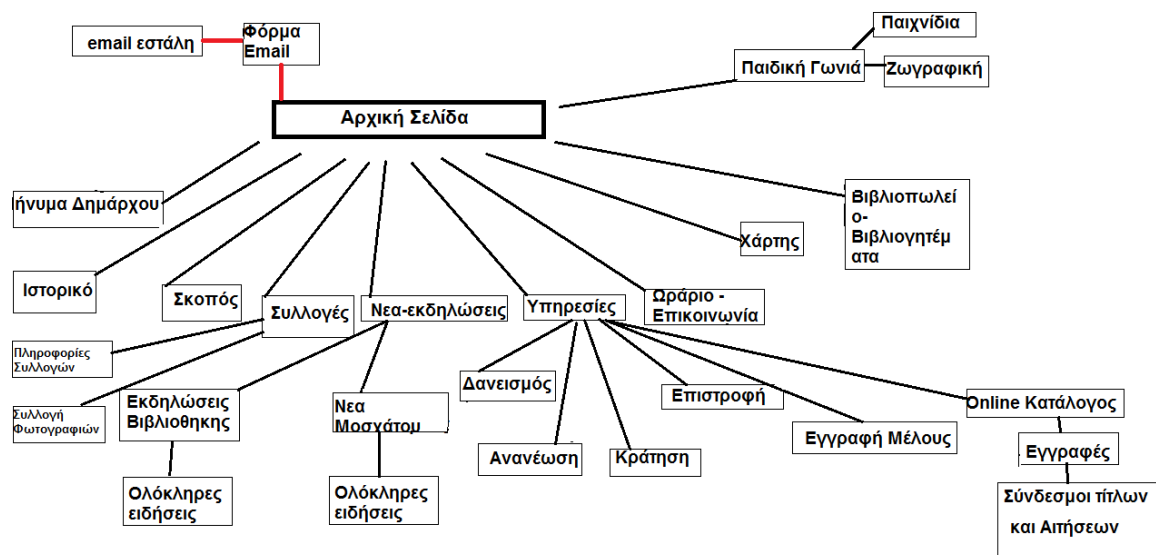 email εστάλη
Φόρμα
Email
Παιχνίδια
Παιδική Γωνιά
Ζωγραφική
Αρχική Σελίδα
ήνυμα Δημάρχου
Βιβλιοπωλεί
ο-
Βιβλιογητέμ
ατα
Χάρτης
Ιστορικό
Σκοπός
Συλλογές
Νεα-εκδηλώσεις
Υπηρεσίες
Ωράριο -
Επικοινωνία
Πληροφορίες
Συλλογών
Συλλογή
Φωτογραφιών
Εκδηλώσεις
Βιβλιοθηκης
Νεα
Μοσχάτου
Δανεισμός
Επιστροφή
Online Κατάλογος
Ανανέωση
Κράτηση
Εγγραφή Μέλους
Εγγραφές
Ολόκληρες
ειδήσεις
Ολόκληρες
ειδήσεις
Σύνδεσμοι τίτλων
και Αιτήσεων